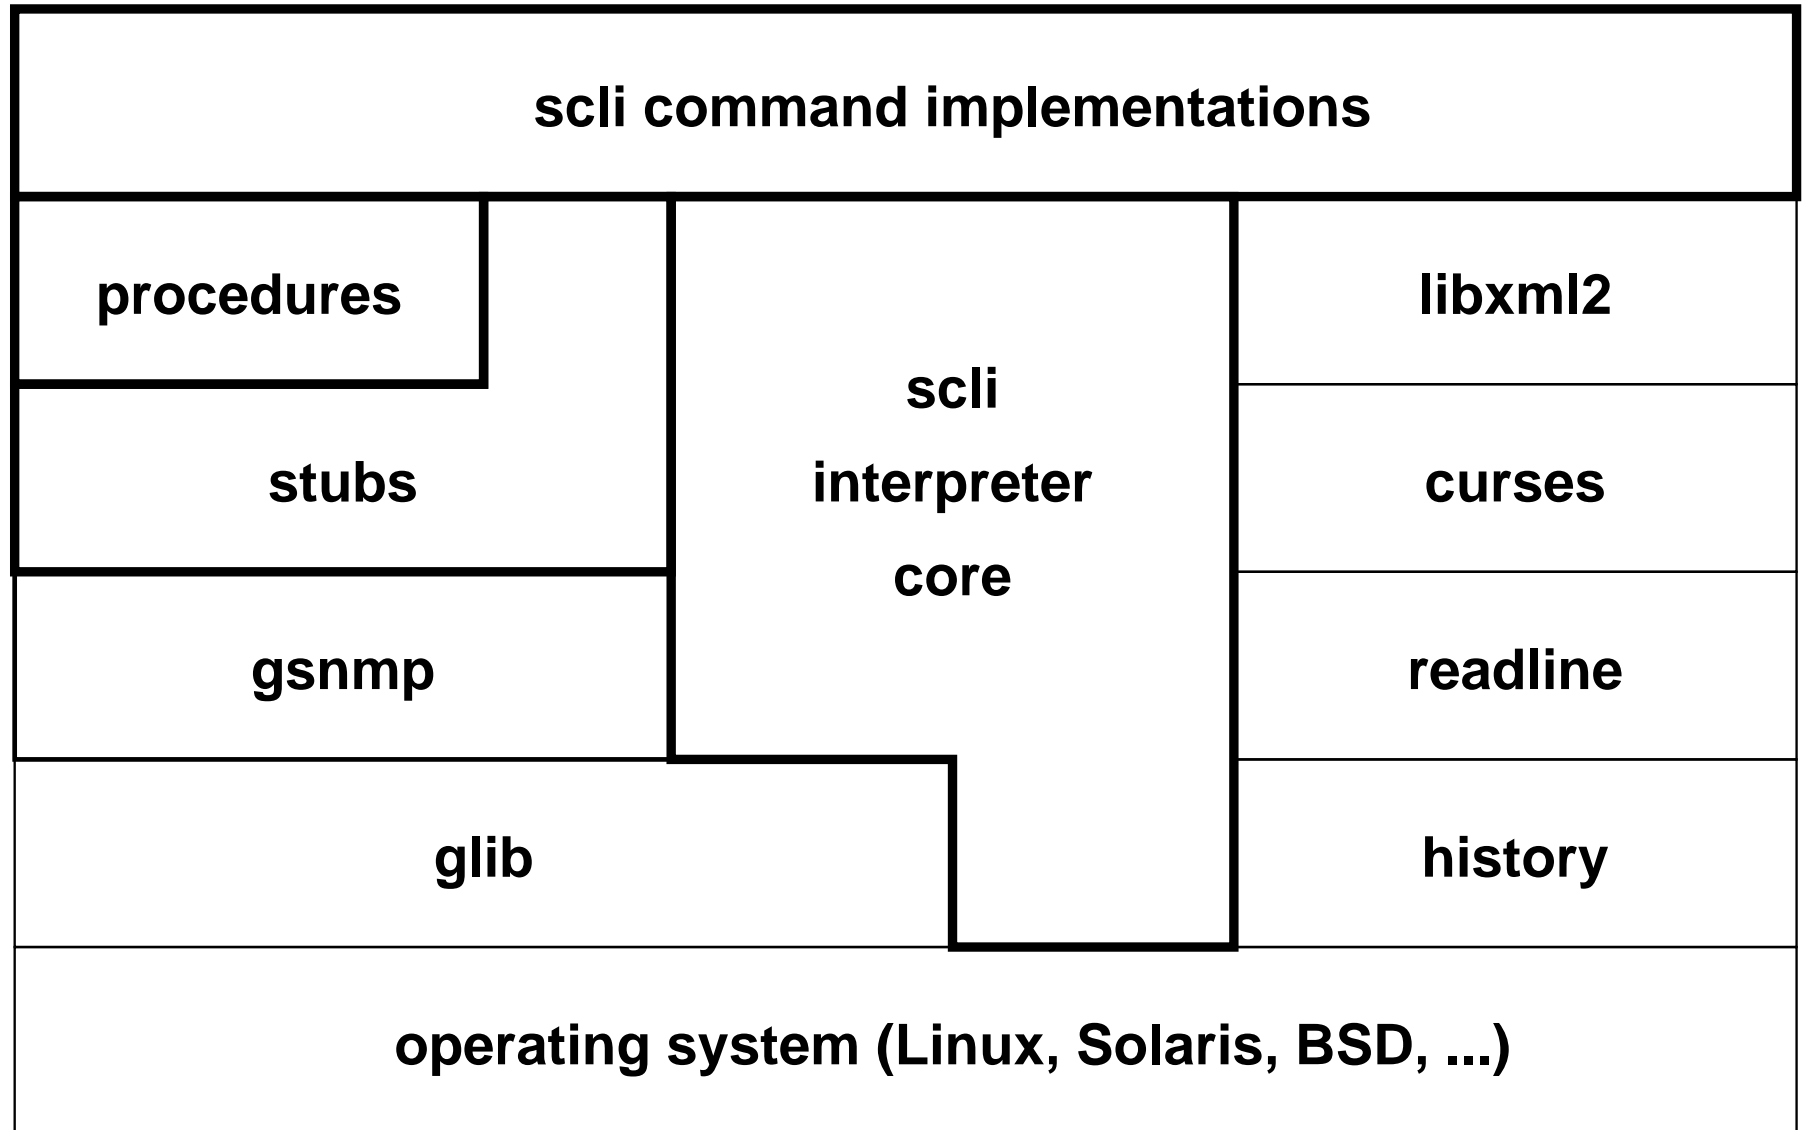 scli command implementations
procedures
stubs
gsnmp
glib
scli
interpreter
core
libxml2
curses
readline
history
operating system (Linux, Solaris, BSD, ...)